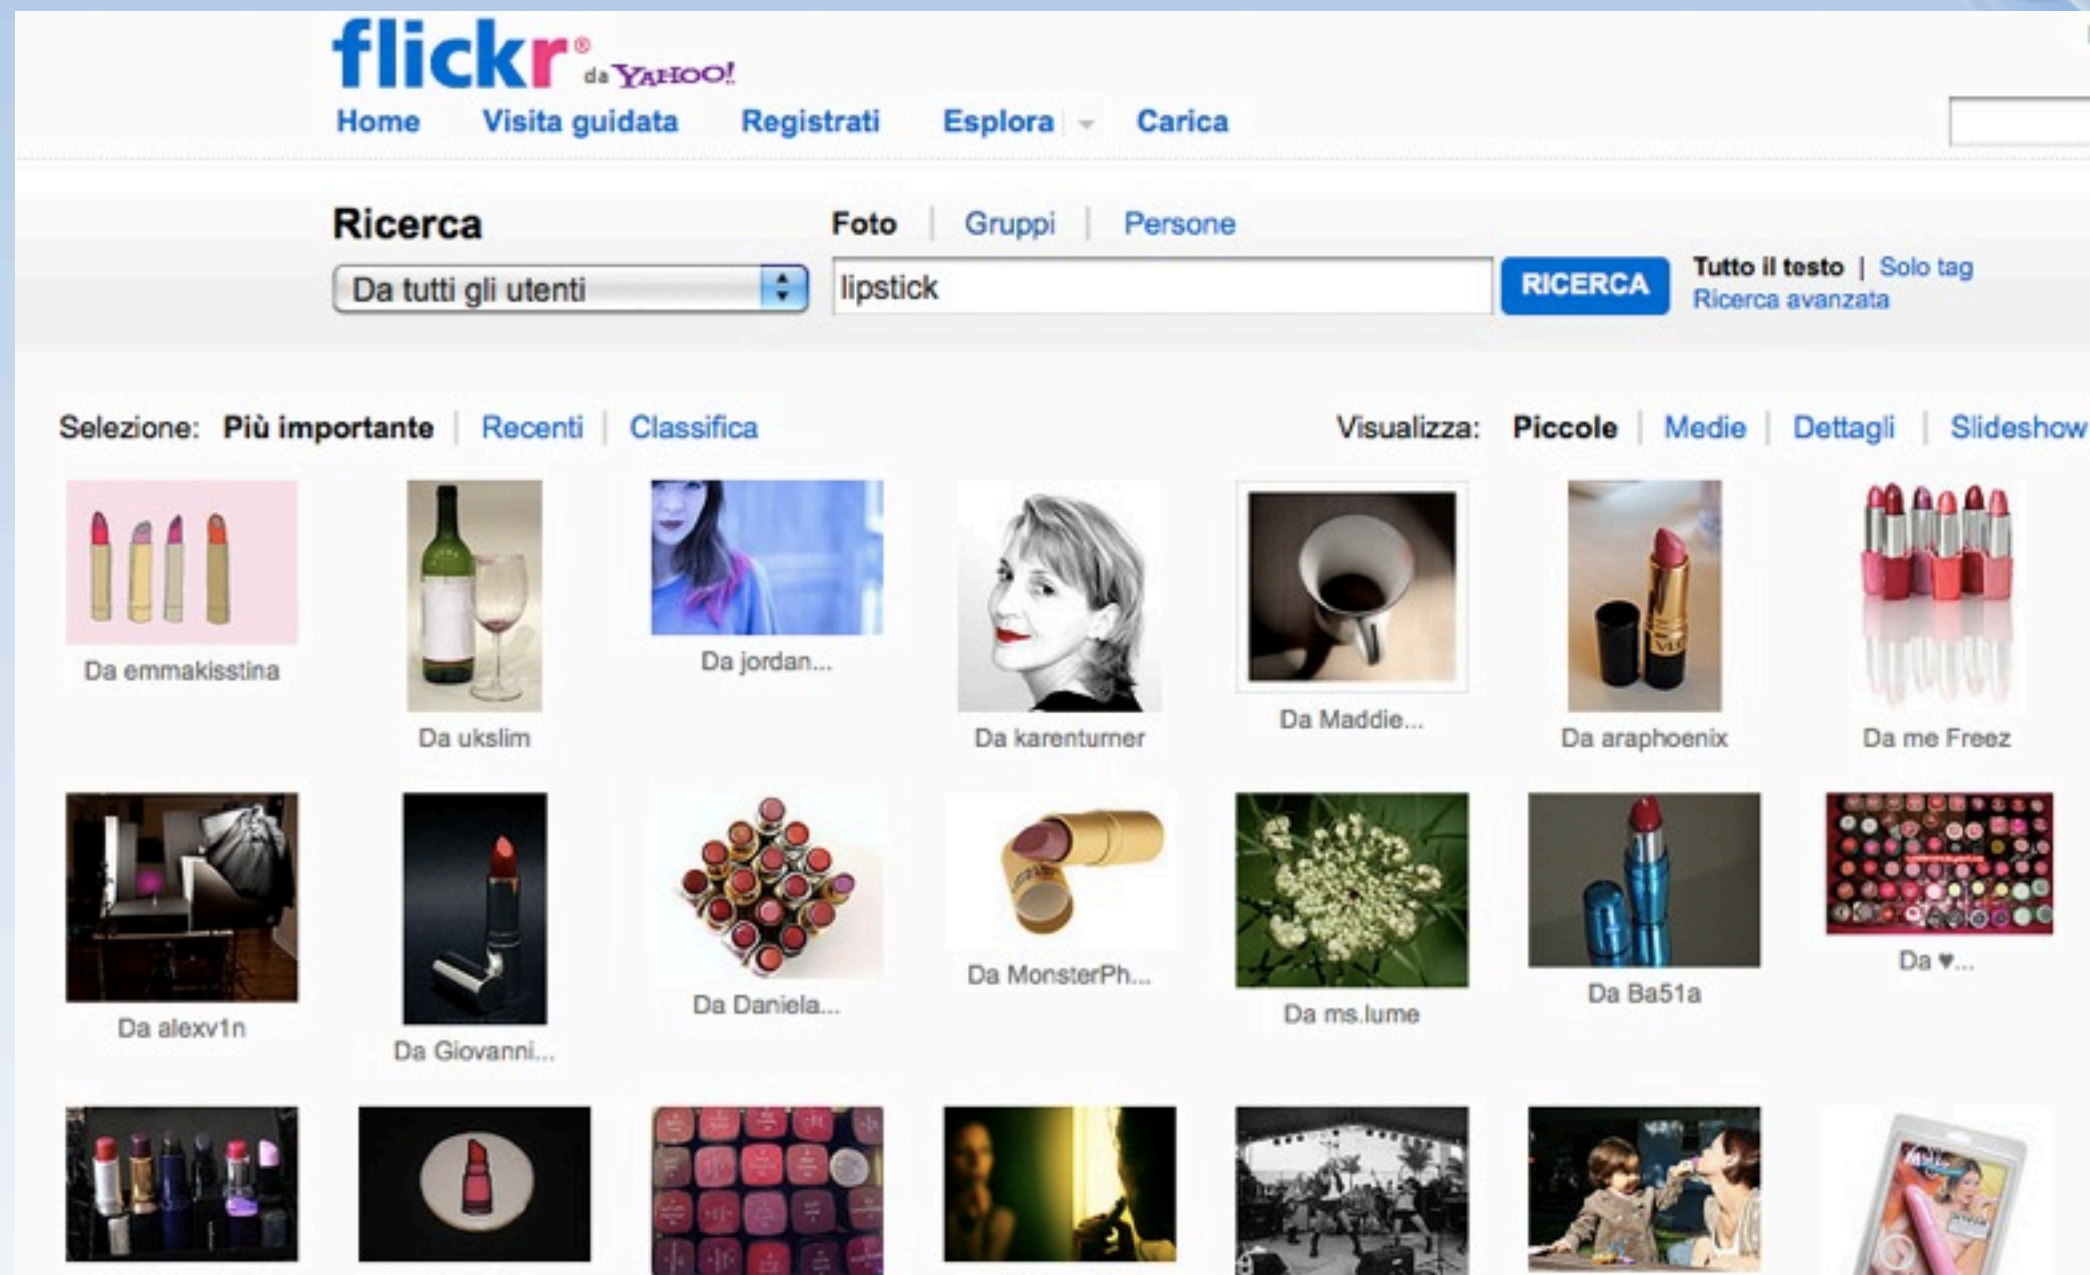 flickr® da YAHOO!
Home Visita guidata Registrati Esplora Carica
Ricerca
Foto | Gruppi | Persone
Da tutti gli utenti
lipstick
RICERCA
Tutto il testo | Solo tag
Ricerca avanzata
Selezione: Più importante | Recenti | Classifica
Visualizza: Piccole | Medie | Dettagli | Slideshow
Da emmakisstina
Da ukslim
Da jordan...
Da karenturner
Da Maddie...
Da araphoenix
Da me Freez
Da alexv1n
Da Giovanni...
Da Daniela...
Da MonsterPh...
Da ms.lume
Da Ba51a
Da ♥...